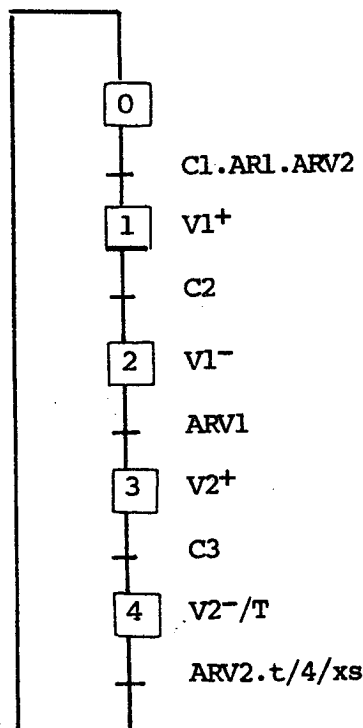 0
C1.AR1.ARV2
1 V1+
C2
2 V1-
ARV1
3 V2+
C3
4 V2-/T
ARV2.t/4/xs